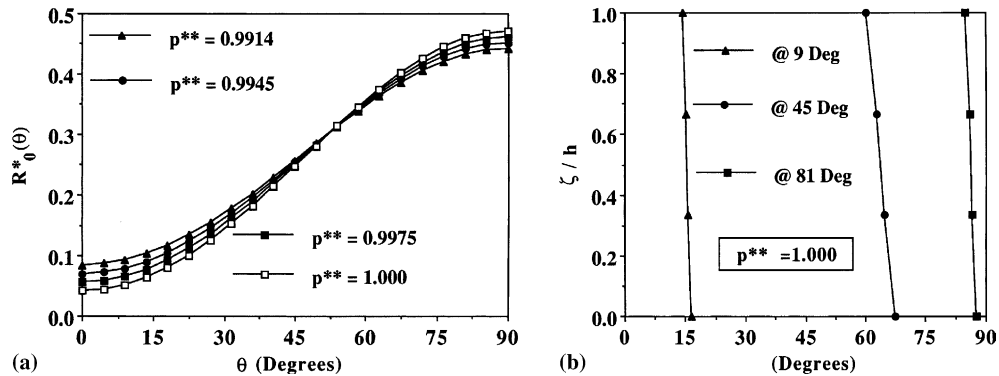 0.5
0.4
0.3
0.2
0.1
0.0
R*₀(θ)
p** = 0.9914
p** = 0.9945
p** = 0.9975
p** = 1.000
0 15 31 45 60 75 90
θ (Degrees)
(a)
1.0
0.8
0.6
0.4
0.2
0.0
ζ / h
@ 9 Deg
@ 45 Deg
@ 81 Deg
p** =1.000
0 15 30 45 60 75 90
(Degrees)
(b)